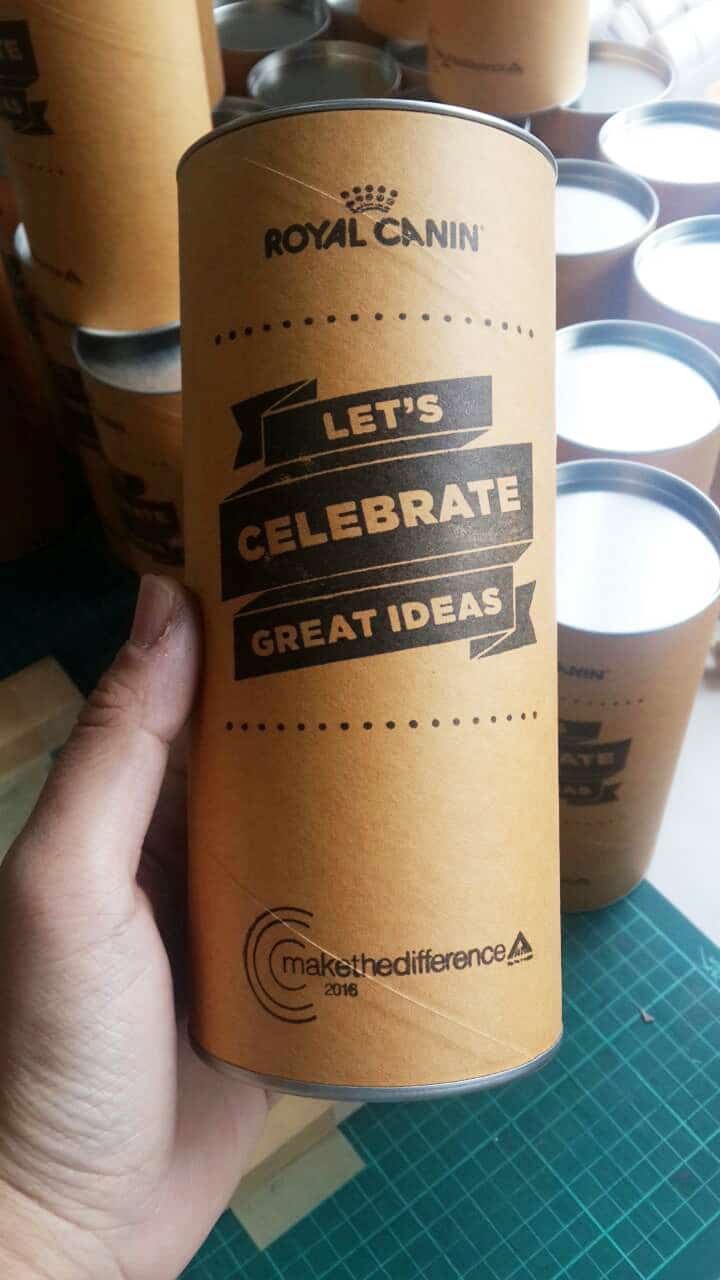 ROYAL CANIN
LET'S
CELEBRATE
GREAT IDEAS
makethedifference
2016